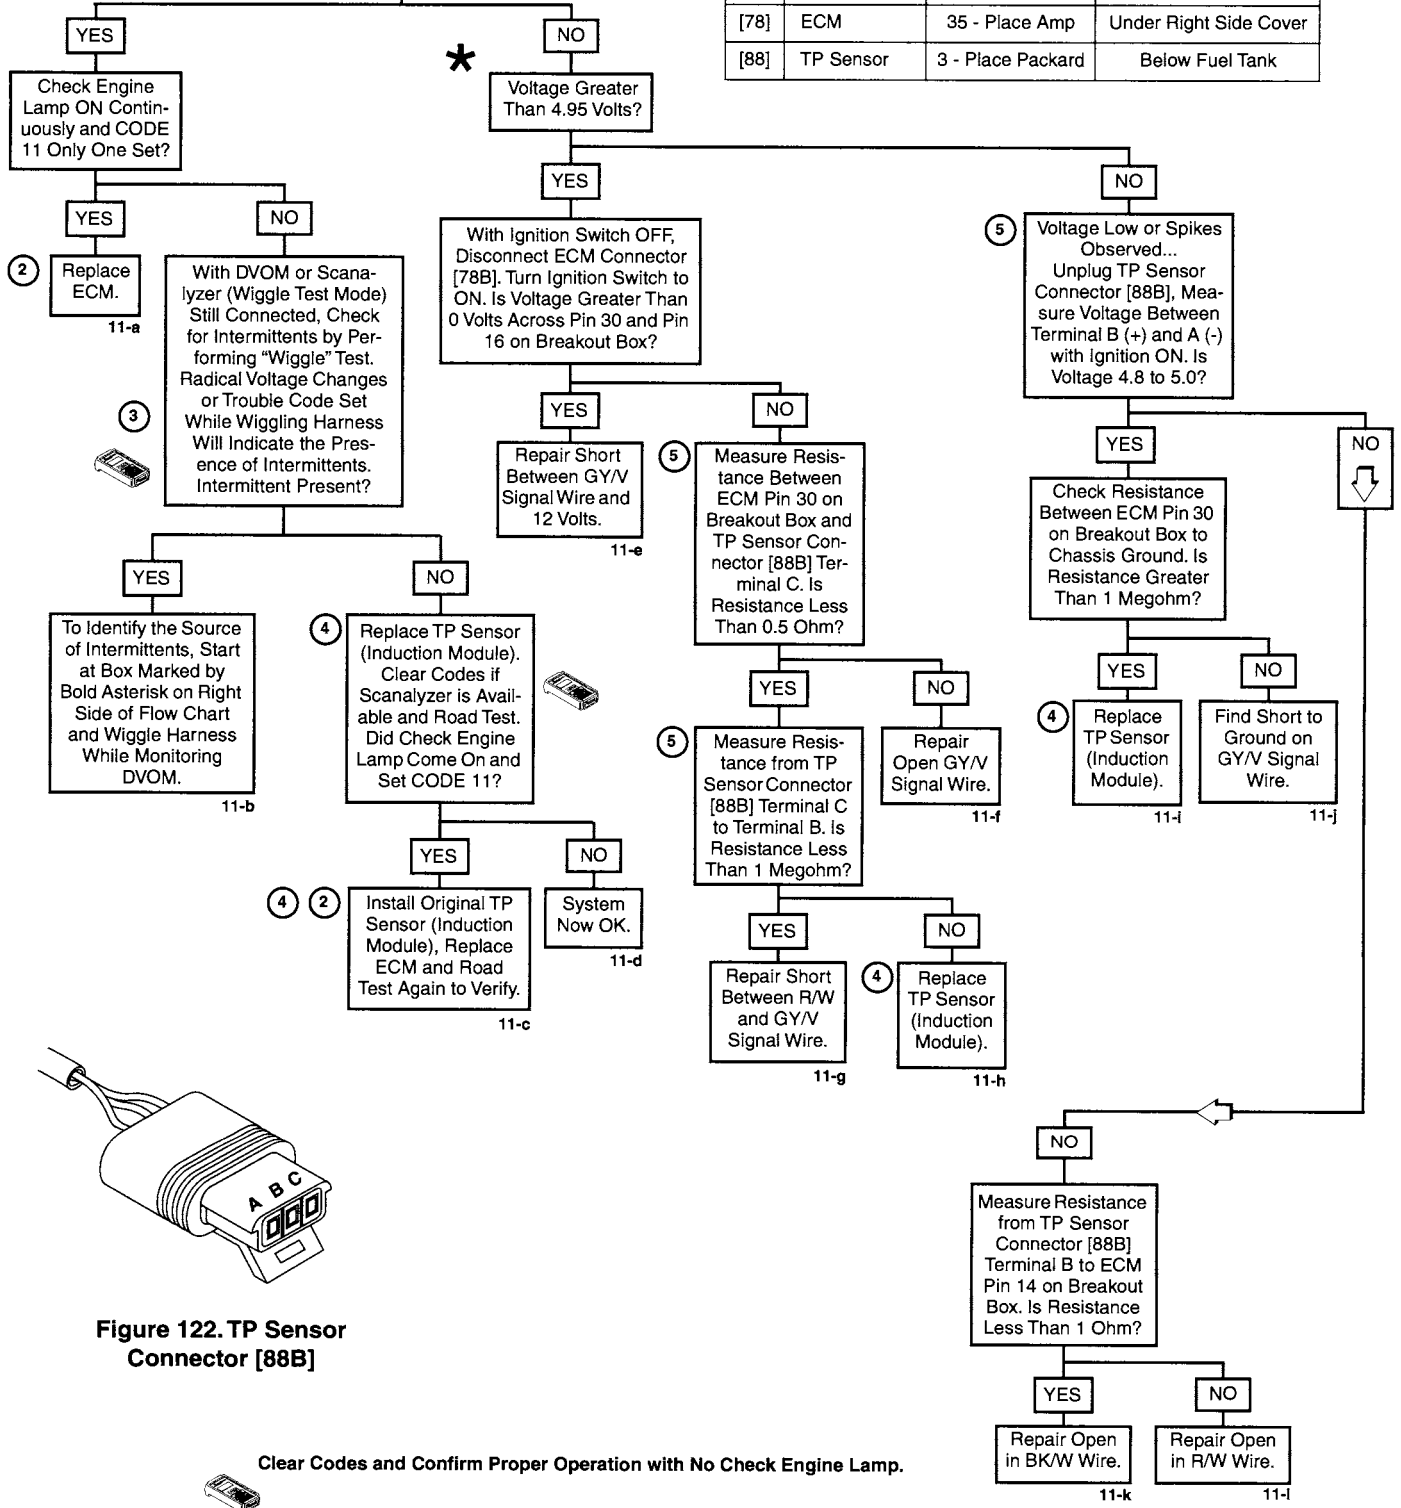 [78] ECM 35 - Place Amp Under Right Side Cover
[88] TP Sensor 3 - Place Packard Below Fuel Tank
YES
NO
*
Check Engine
Lamp ON Contin-
uously and CODE
11 Only One Set?
Voltage Greater
Than 4.95 Volts?
YES
NO
YES
NO
2
Replace
ECM.
11-a
With DVOM or Scana-
lyzer (Wiggle Test Mode)
Still Connected, Check
for Intermittents by Per-
forming "Wiggle" Test.
Radical Voltage Changes
or Trouble Code Set
While Wiggling Harness
Will Indicate the Pres-
ence of Intermittents.
Intermittent Present?
3
With Ignition Switch OFF,
Disconnect ECM Connector
[78B]. Turn Ignition Switch to
ON. Is Voltage Greater Than
0 Volts Across Pin 30 and Pin
16 on Breakout Box?
5
Voltage Low or Spikes
Observed...
Unplug TP Sensor
Connector [88B], Mea-
sure Voltage Between
Terminal B (+) and A (-)
with Ignition ON. Is
Voltage 4.8 to 5.0?
YES
NO
YES
NO
Repair Short
Between GY/V
Signal Wire and
12 Volts.
11-e
5
Measure Resis-
tance Between
ECM Pin 30 on
Breakout Box and
TP Sensor Con-
nector [88B] Ter-
minal C. Is
Resistance Less
Than 0.5 Ohm?
Check Resistance
Between ECM Pin 30
on Breakout Box to
Chassis Ground. Is
Resistance Greater
Than 1 Megohm?
YES
NO
To Identify the Source
of Intermittents, Start
at Box Marked by
Bold Asterisk on Right
Side of Flow Chart
and Wiggle Harness
While Monitoring
DVOM.
11-b
4
Replace TP Sensor
(Induction Module).
Clear Codes if
Scanalyzer is Avail-
able and Road Test.
Did Check Engine
Lamp Come On and
Set CODE 11?
YES
NO
YES
NO
5
Measure Resis-
tance from TP
Sensor Connector
[88B] Terminal C
to Terminal B. Is
Resistance Less
Than 1 Megohm?
Repair
Open GY/V
Signal Wire.
11-f
4
Replace
TP Sensor
(Induction
Module).
11-i
Find Short to
Ground on
GY/V Signal
Wire.
11-j
YES
NO
4 2
Install Original TP
Sensor (Induction
Module), Replace
ECM and Road
Test Again to Verify.
11-c
System
Now OK.
11-d
YES
NO
Repair Short
Between R/W
and GY/V
Signal Wire.
11-g
4
Replace
TP Sensor
(Induction
Module).
11-h
NO
Measure Resistance
from TP Sensor
Connector [88B]
Terminal B to ECM
Pin 14 on Breakout
Box. Is Resistance
Less Than 1 Ohm?
A B C
Figure 122. TP Sensor
Connector [88B]
YES
NO
Repair Open
in BK/W Wire.
11-k
Repair Open
in R/W Wire.
11-l
Clear Codes and Confirm Proper Operation with No Check Engine Lamp.